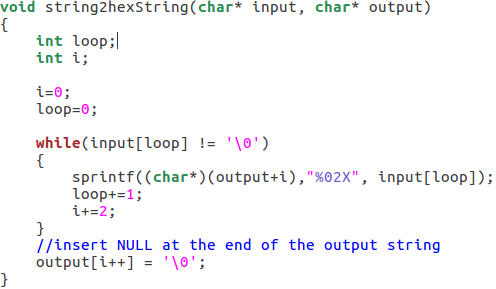 void string2hexString(char* input, char* output)
{
    int loop;
    int i;

    i=0;
    loop=0;

    while(input[loop] != '\0')
    {
        sprintf((char*)(output+i),"%02X", input[loop]);
        loop+=1;
        i+=2;
    }
    //insert NULL at the end of the output string
    output[i++] = '\0';
}